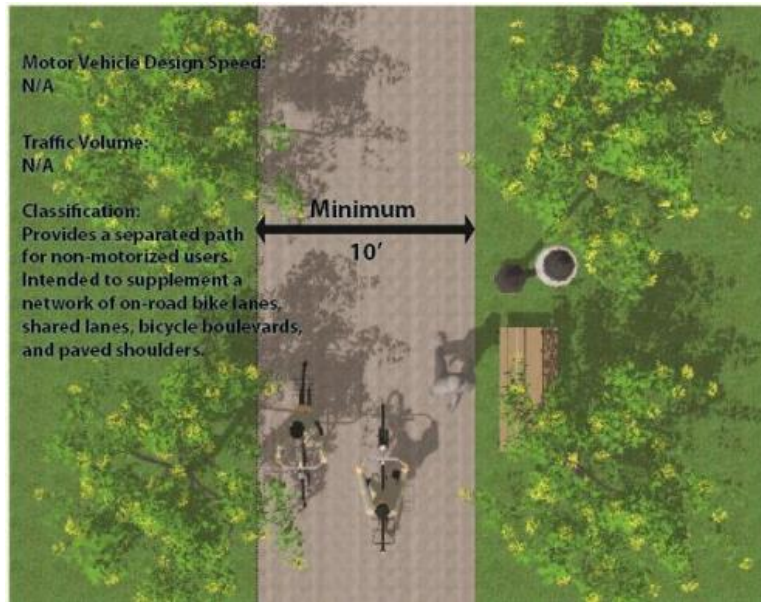 Motor Vehicle Design Speed:
N/A
Traffic Volume:
N/A
Classification:
Provides a separated path
for non-motorized users.
Intended to supplement a
network of on-road bike lanes,
shared lanes, bicycle boulevards,
and paved shoulders.
Minimum
10'